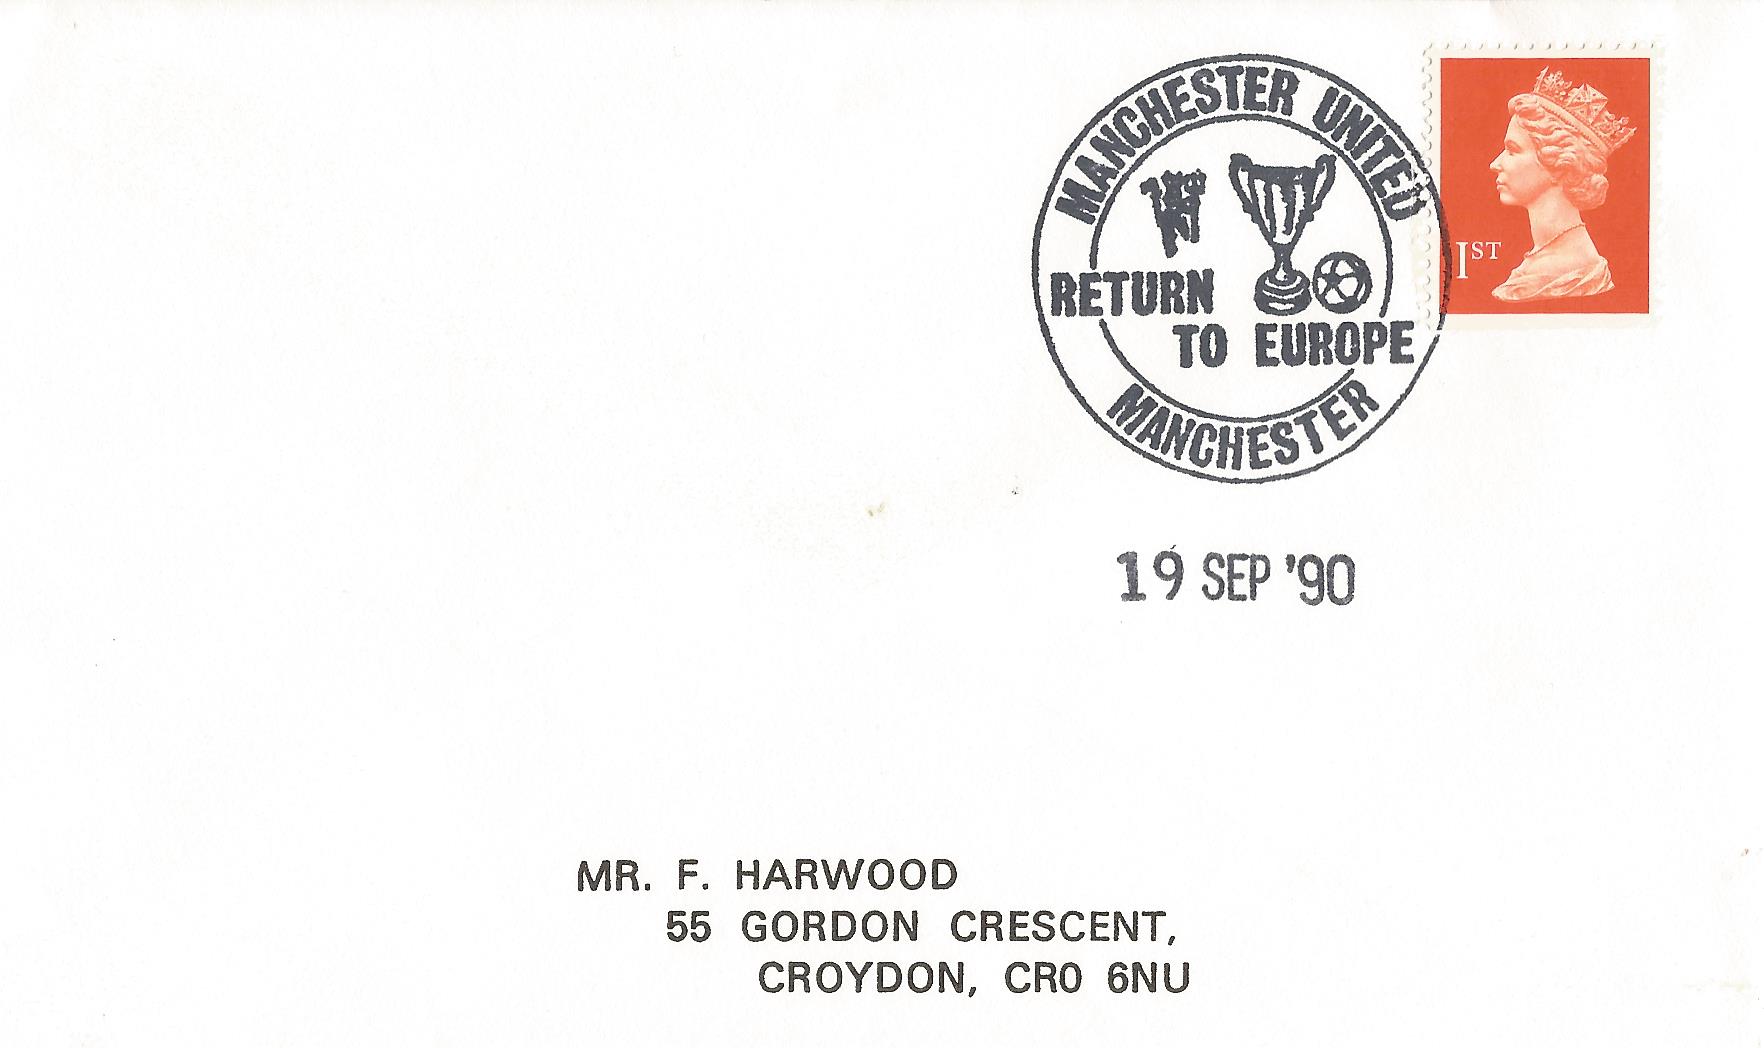 MANCHESTER UNITED
RETURN
TO EUROPE
MANCHESTER
1ST
19 SEP '90
MR. F. HARWOOD
55 GORDON CRESCENT,
CROYDON, CR0 6NU